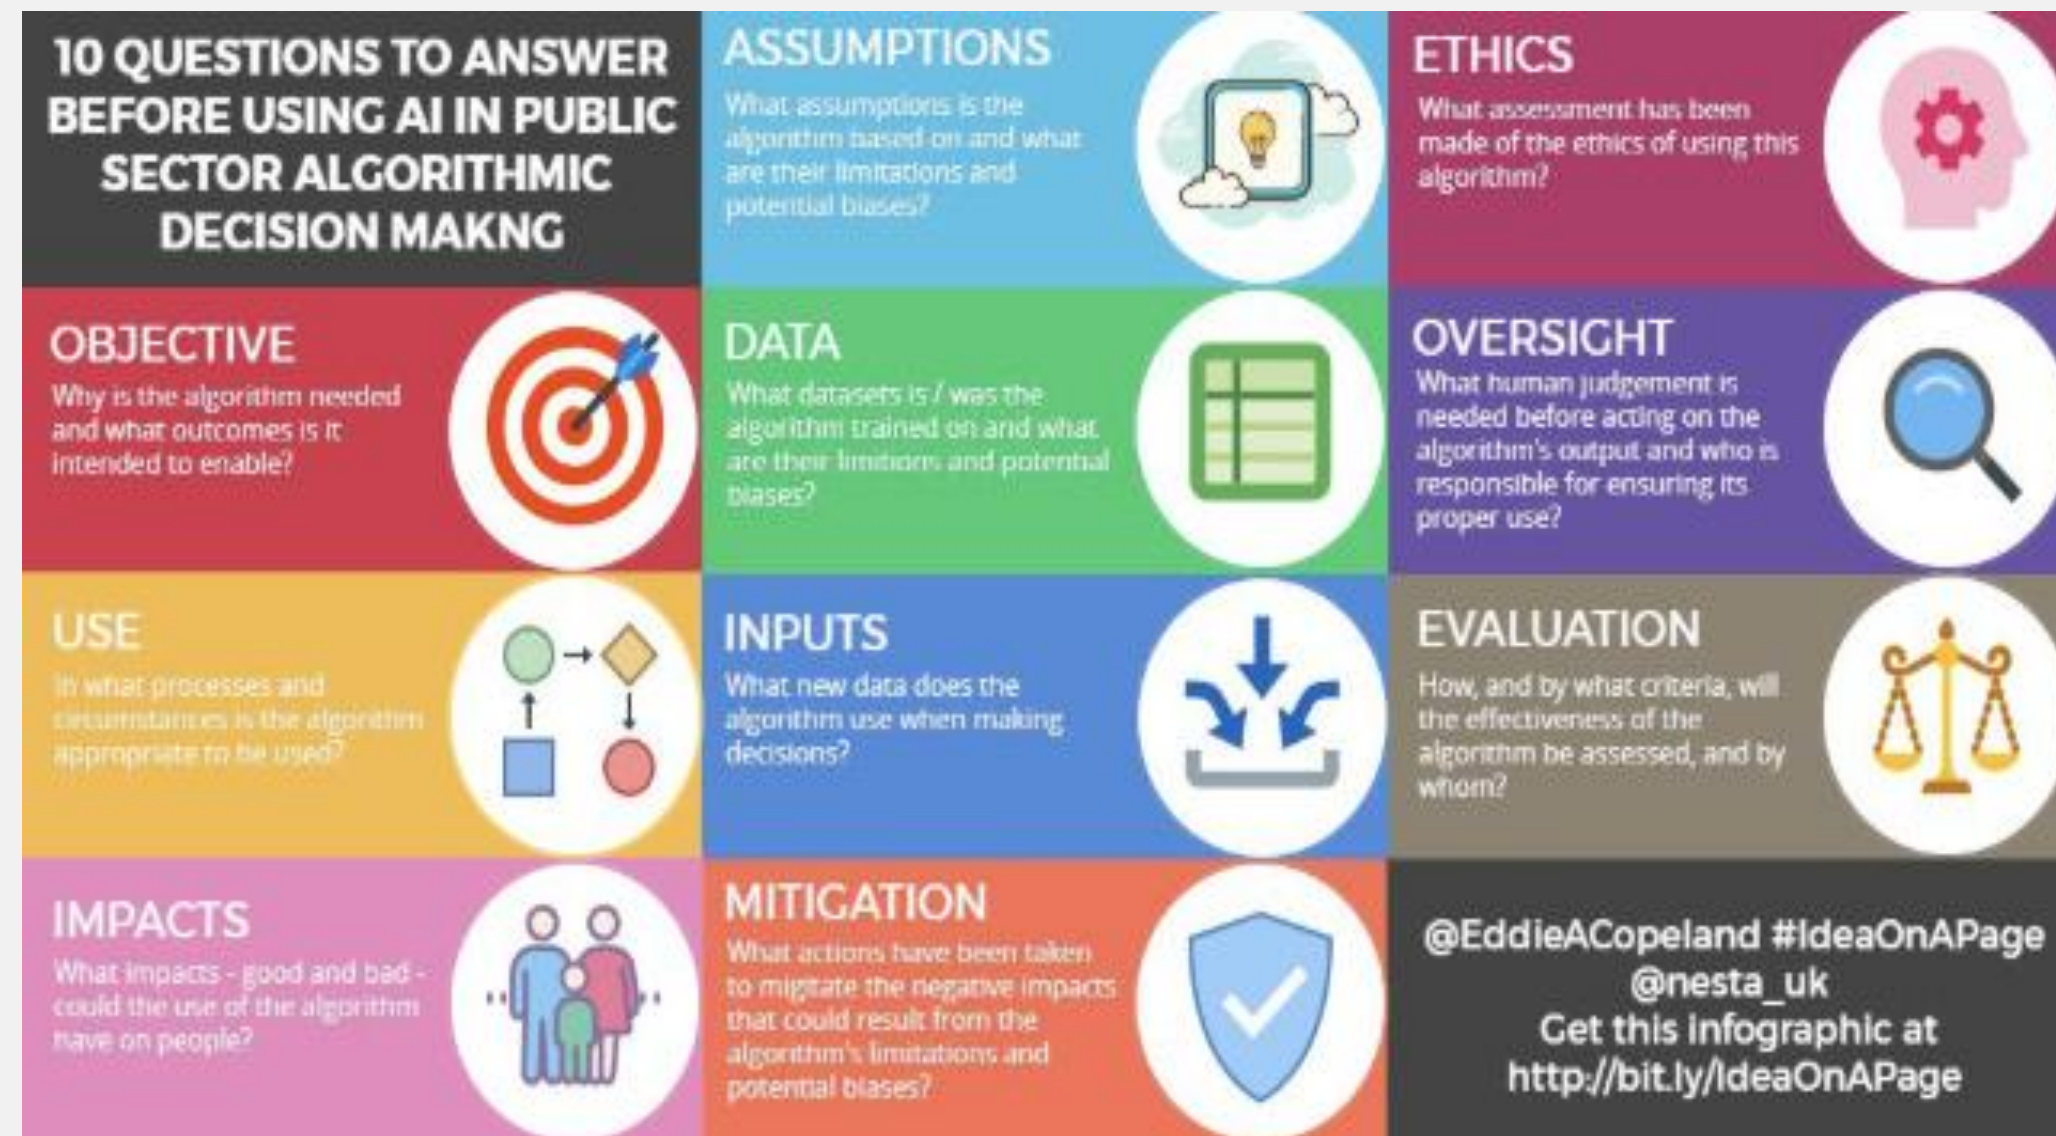 10 QUESTIONS TO ANSWER
BEFORE USING AI IN PUBLIC
SECTOR ALGORITHMIC
DECISION MAKNG
OBJECTIVE
Why is the algorithm needed
and what outcomes is it
intended to enable?
USE
In what processes and
circumstances is the algorithm
appropriate to be used?
IMPACTS
What impacts - good and bad -
could the use of the algorithm
have on people?
ASSUMPTIONS
What assumptions is the
algorithm based on and what
are their limitations and
potential biases?
DATA
What datasets is / was the
algorithm trained on and what
are their limitions and potential
biases?
INPUTS
What new data does the
algorithm use when making
decisions?
MITIGATION
What actions have been taken
to migitate the negative impacts
that could result from the
algorithm's limitations and
potential biases?
ETHICS
What assessment has been
made of the ethics of using this
algorithm?
OVERSIGHT
What human judgement is
needed before acting on the
algorithm's output and who is
responsible for ensuring its
proper use?
EVALUATION
How, and by what criteria, will
the effectiveness of the
algorithm be assessed, and by
whom?
@EddieACopeland #IdeaOnAPage
@nesta_uk
Get this infographic at
http://bit.ly/IdeaOnAPage